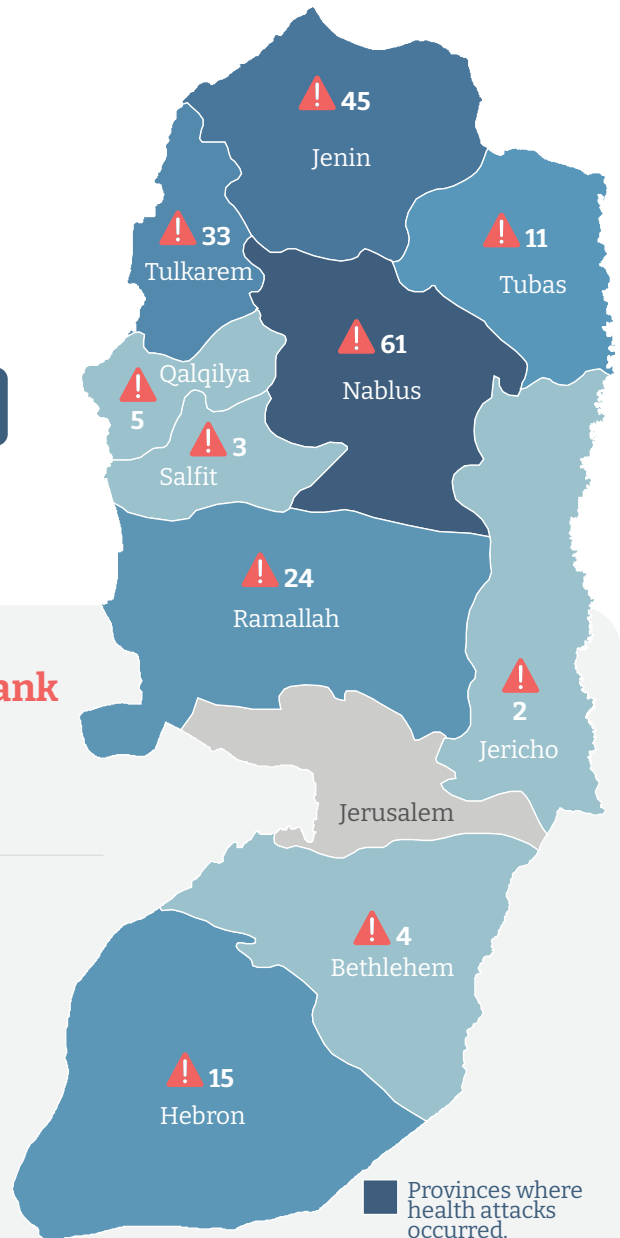 45
Jenin
33
Tulkarem
11
Tubas
61
Nablus
Qalqilya
5
3
Salfit
24
Ramallah
ank
2
Jericho
Jerusalem
4
Bethlehem
15
Hebron
Provinces where
health attacks
occurred.